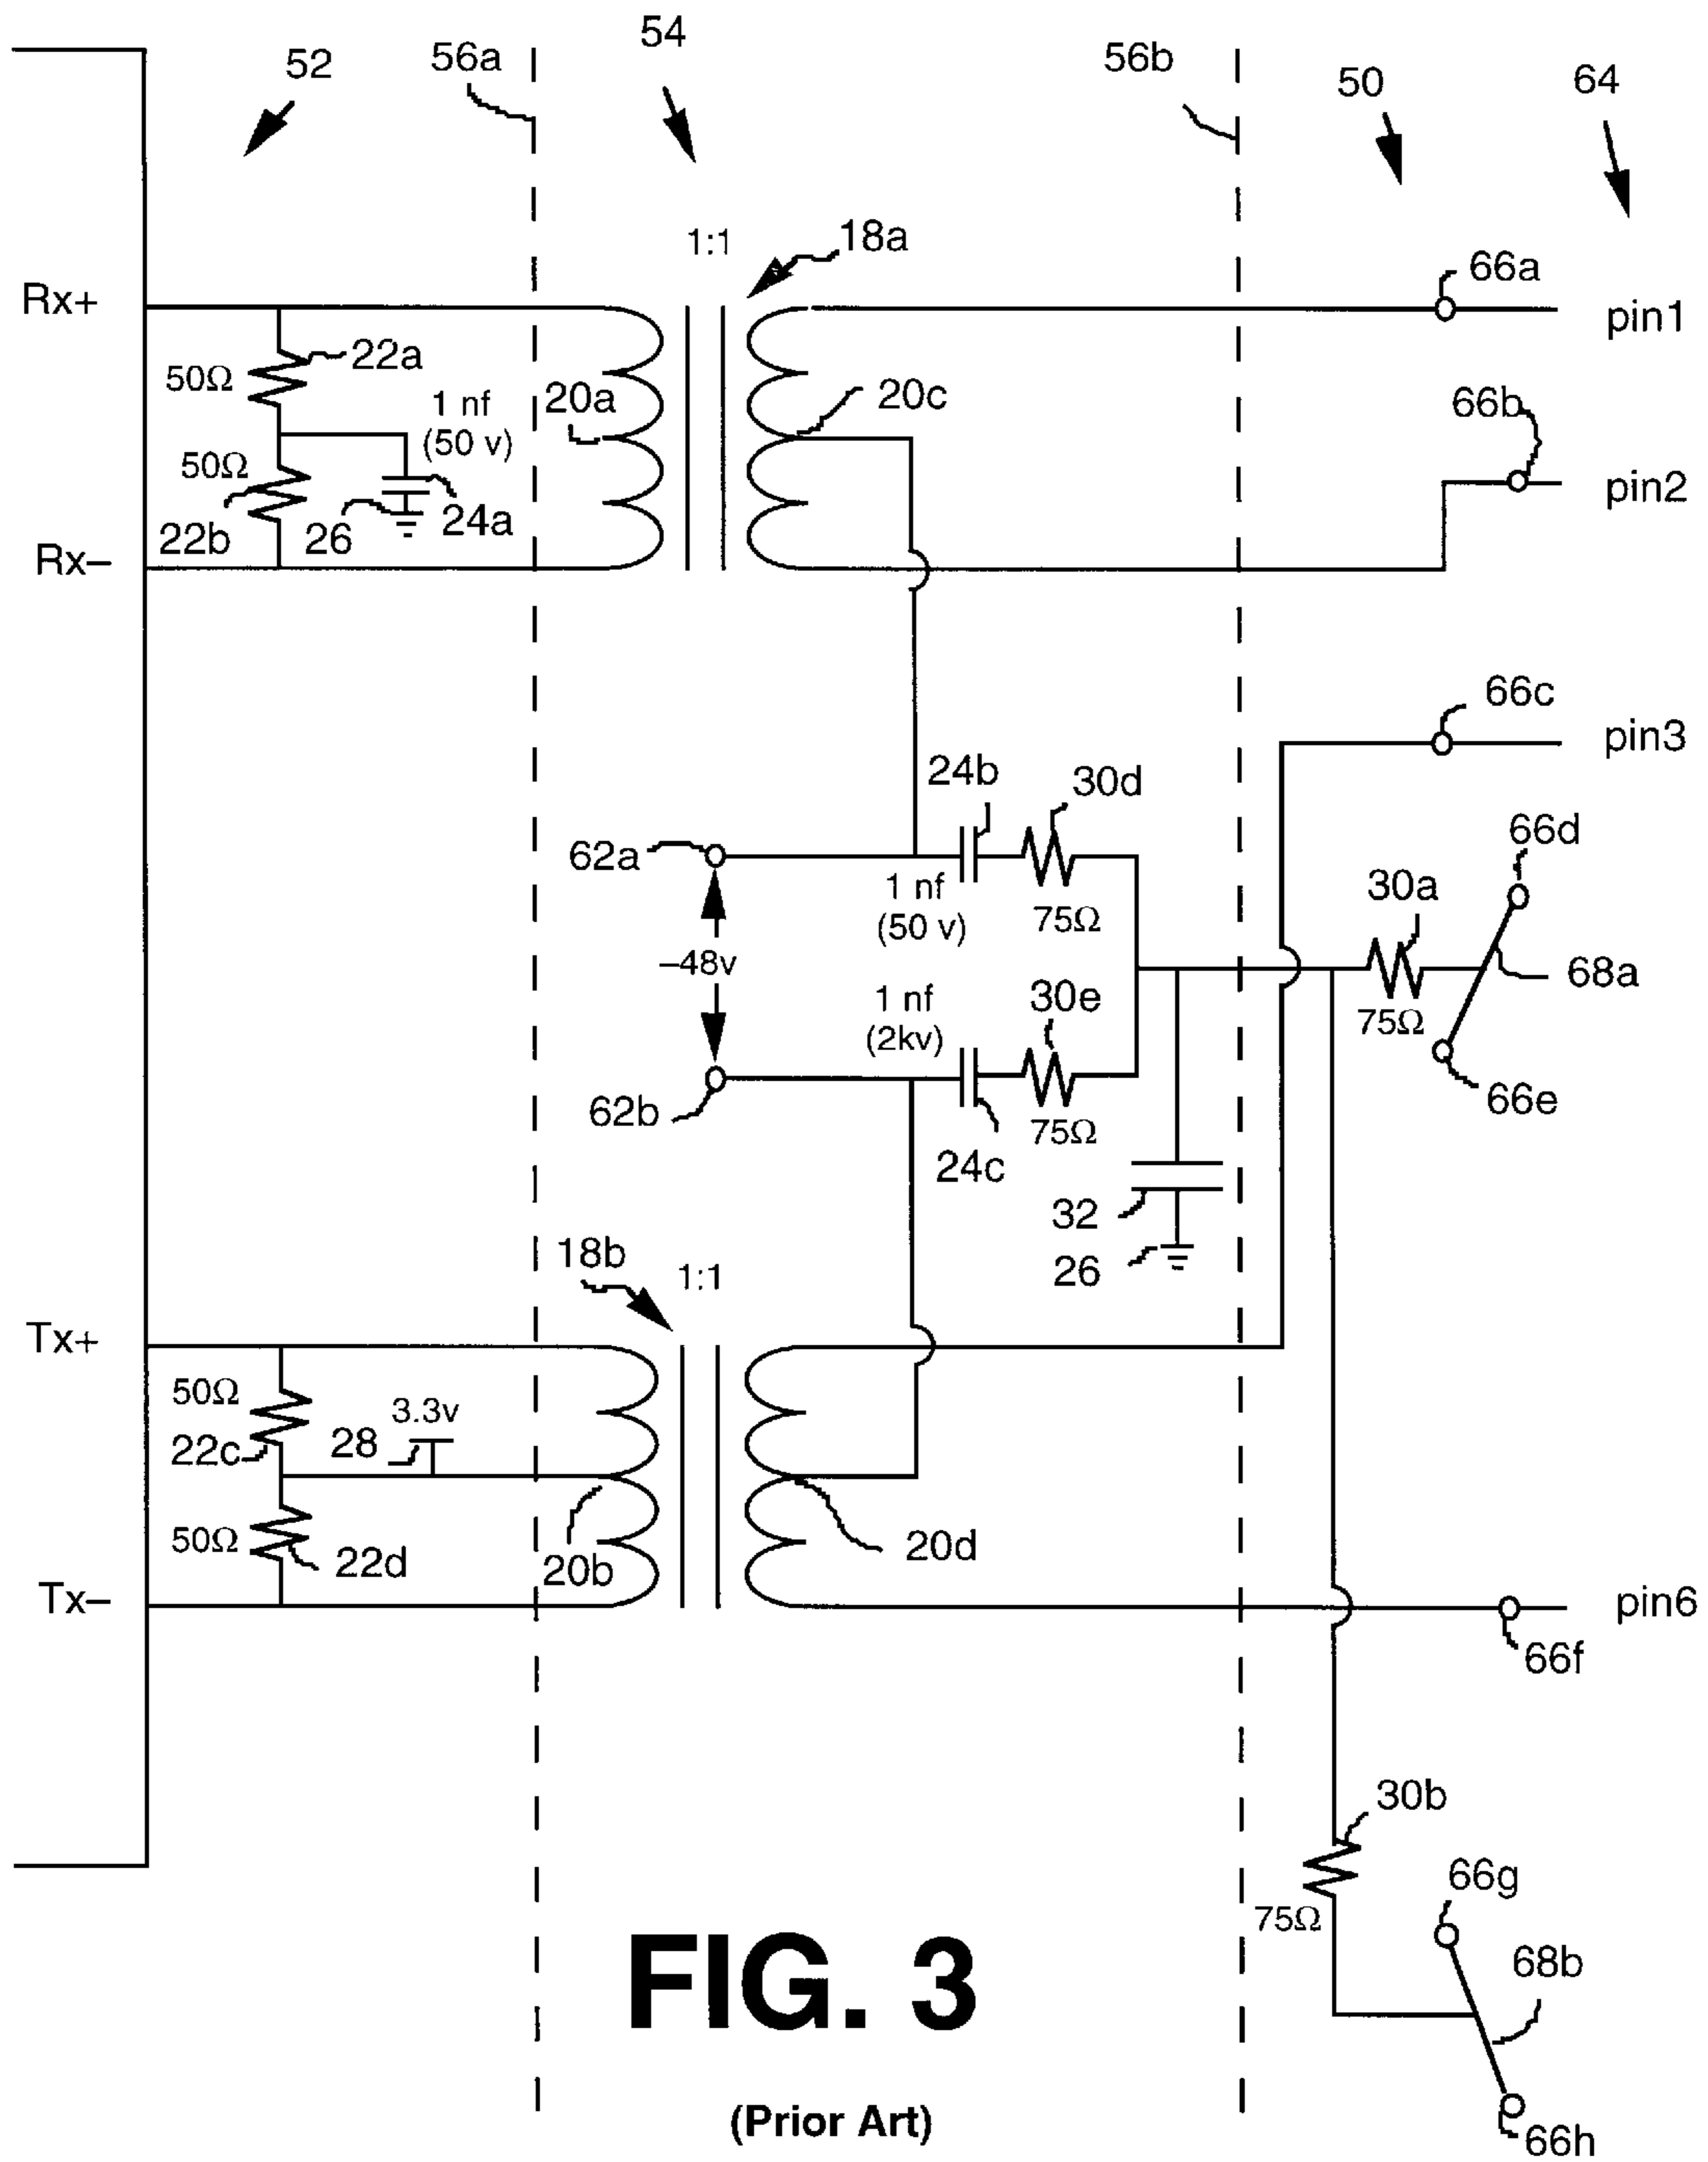 52
56a
54
56b
50
64
1:1
18a
Rx+
66a
pin1
22a
50Ω
1 nf
(50 v)
20a
20c
66b
50Ω
pin2
22b
26
24a
Rx–
66c
pin3
24b
30d
66d
62a
1 nf
(50 v)
75Ω
30a
–48v
68a
1 nf
(2kv)
30e
75Ω
62b
75Ω
66e
24c
32
26
18b
1:1
Tx+
50Ω
3.3v
22c
28
50Ω
22d
20b
20d
Tx–
pin6
66f
30b
66g
75Ω
68b
FIG. 3
(Prior Art)
66h